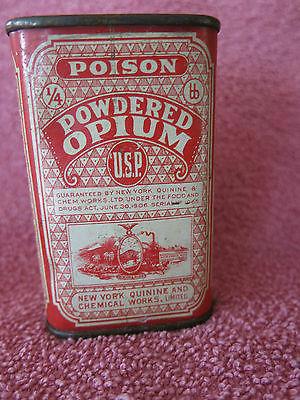 POISON
1/4 lb
POWDERED
OPIUM
U.S.P.
GUARANTEED BY NEW YORK QUININE &
CHEM WORKS, LTD. UNDER THE FOOD AND
DRUGS ACT, JUNE 30, 1906. SERIAL
NEW YORK QUININE AND
CHEMICAL WORKS, LIMITED